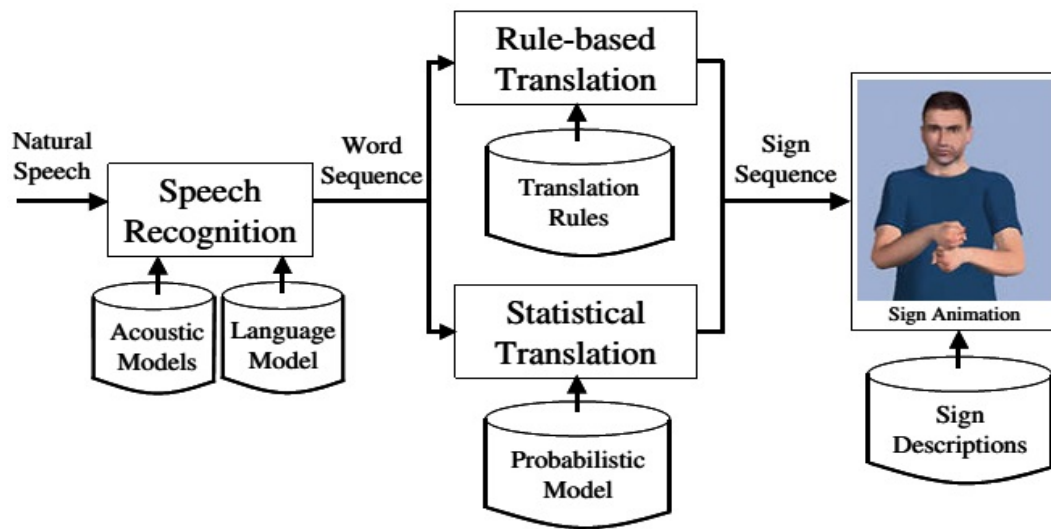 Natural
Speech
Speech
Recognition
Acoustic
Models
Language
Model
Word
Sequence
Rule-based
Translation
Translation
Rules
Statistical
Translation
Probabilistic
Model
Sign
Sequence
Sign Animation
Sign
Descriptions